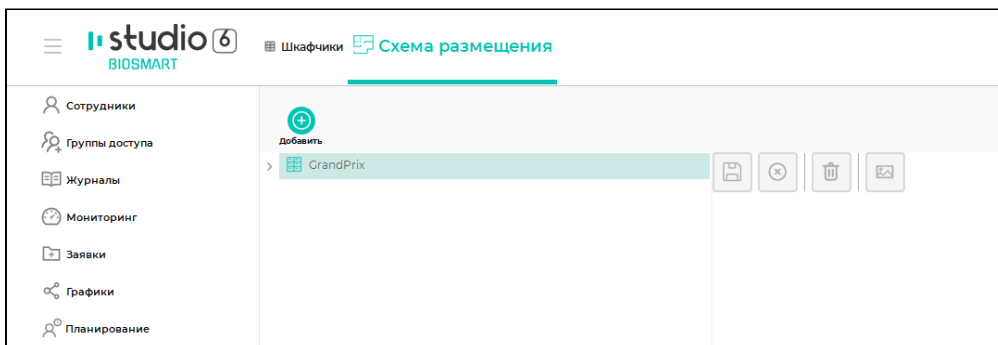 studio 6
BIOSMART
Шкафчики
Схема размещения
Сотрудники
Группы доступа
Журналы
Мониторинг
Заявки
Графики
Планирование
Добавить
GrandPrix